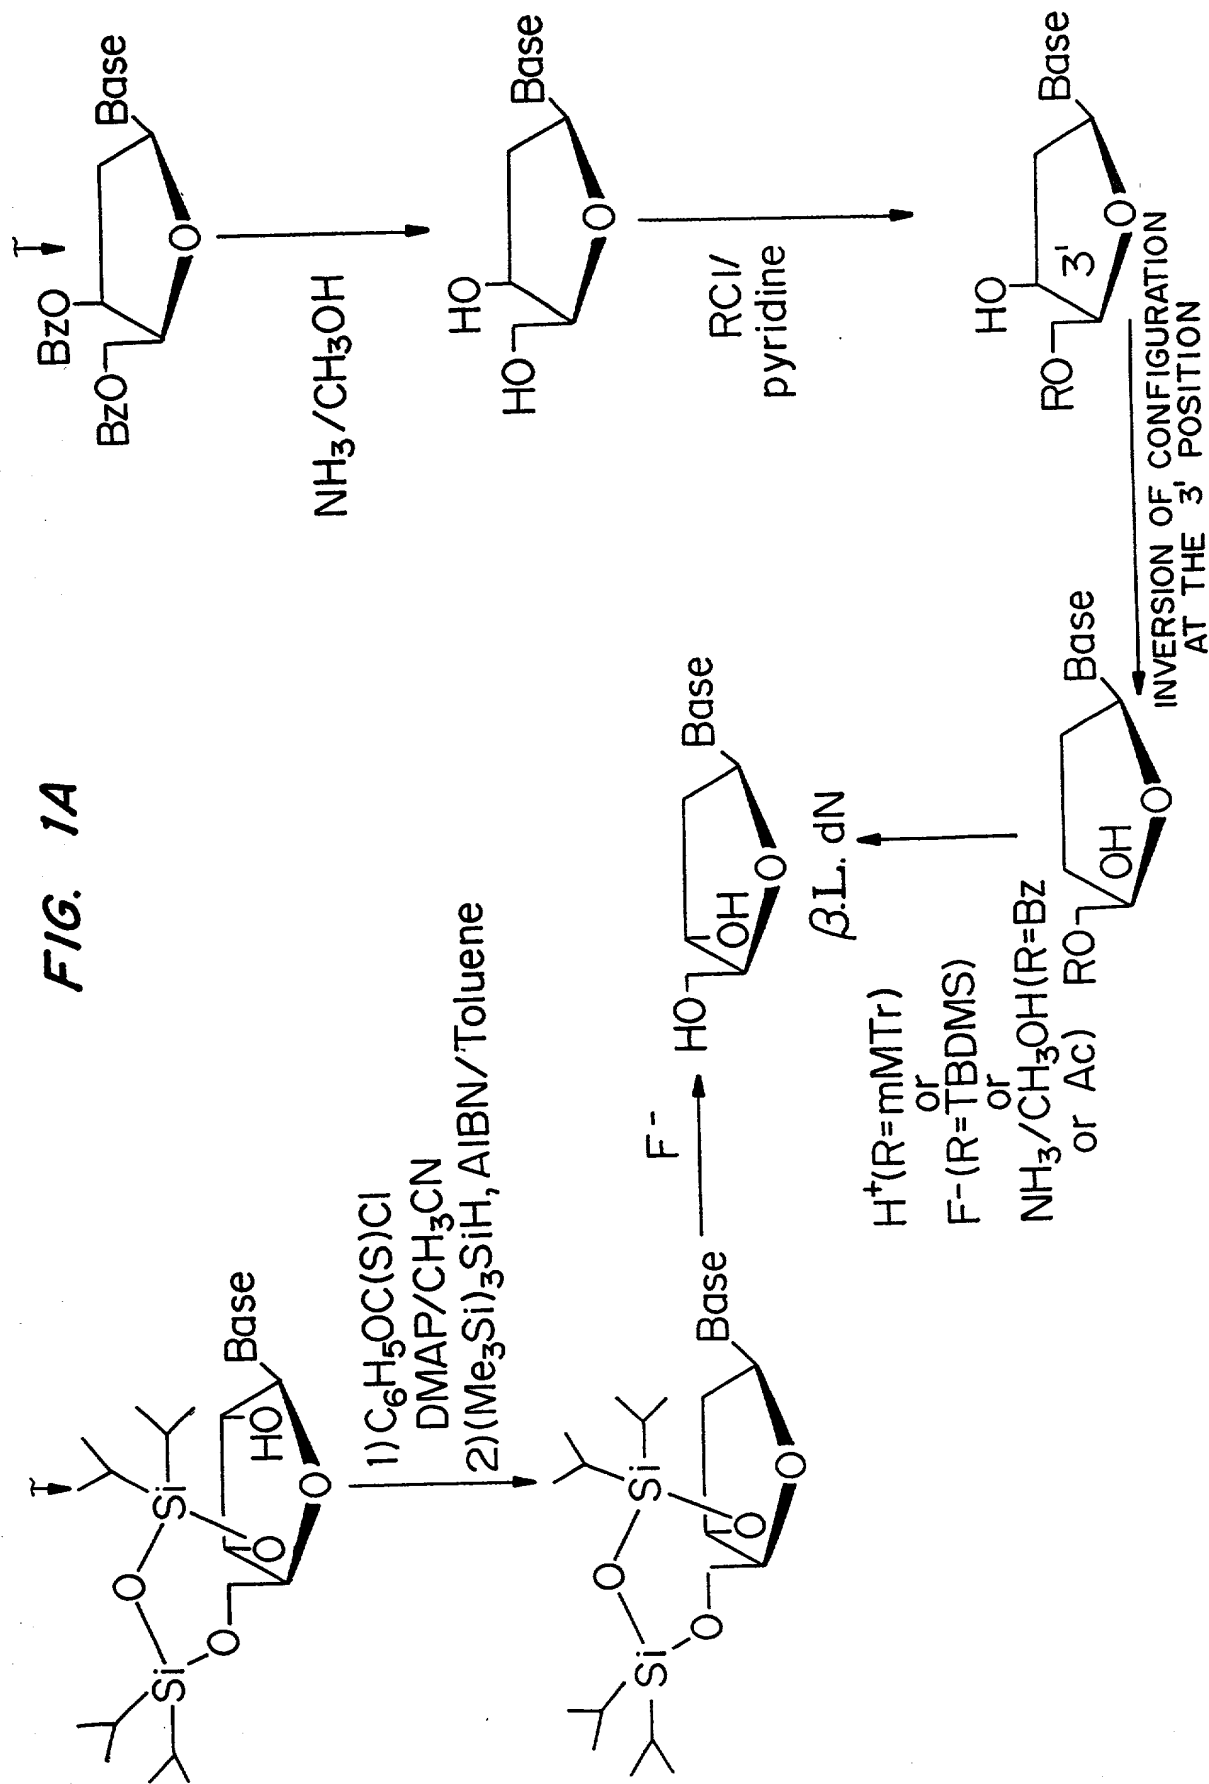 FIG. 1A
BzO
BzO
Base
O
NH3/CH3OH
HO
HO
Base
O
RCl/
pyridine
HO
RO
3'
Base
O
INVERSION OF CONFIGURATION
AT THE 3' POSITION
Base
OH
RO
O
H+(R=mMTr)
or
F-(R=TBDMS)
or
NH3/CH3OH(R=Bz
or Ac)
Base
OH
HO
O
β.L. dN
F-
Si
O
Si
O
O
HO
Base
O
1)C6H5OC(S)Cl
DMAP/CH3CN
2)(Me3Si)3SiH, AIBN/Toluene
Si
O
Si
O
O
Base
O